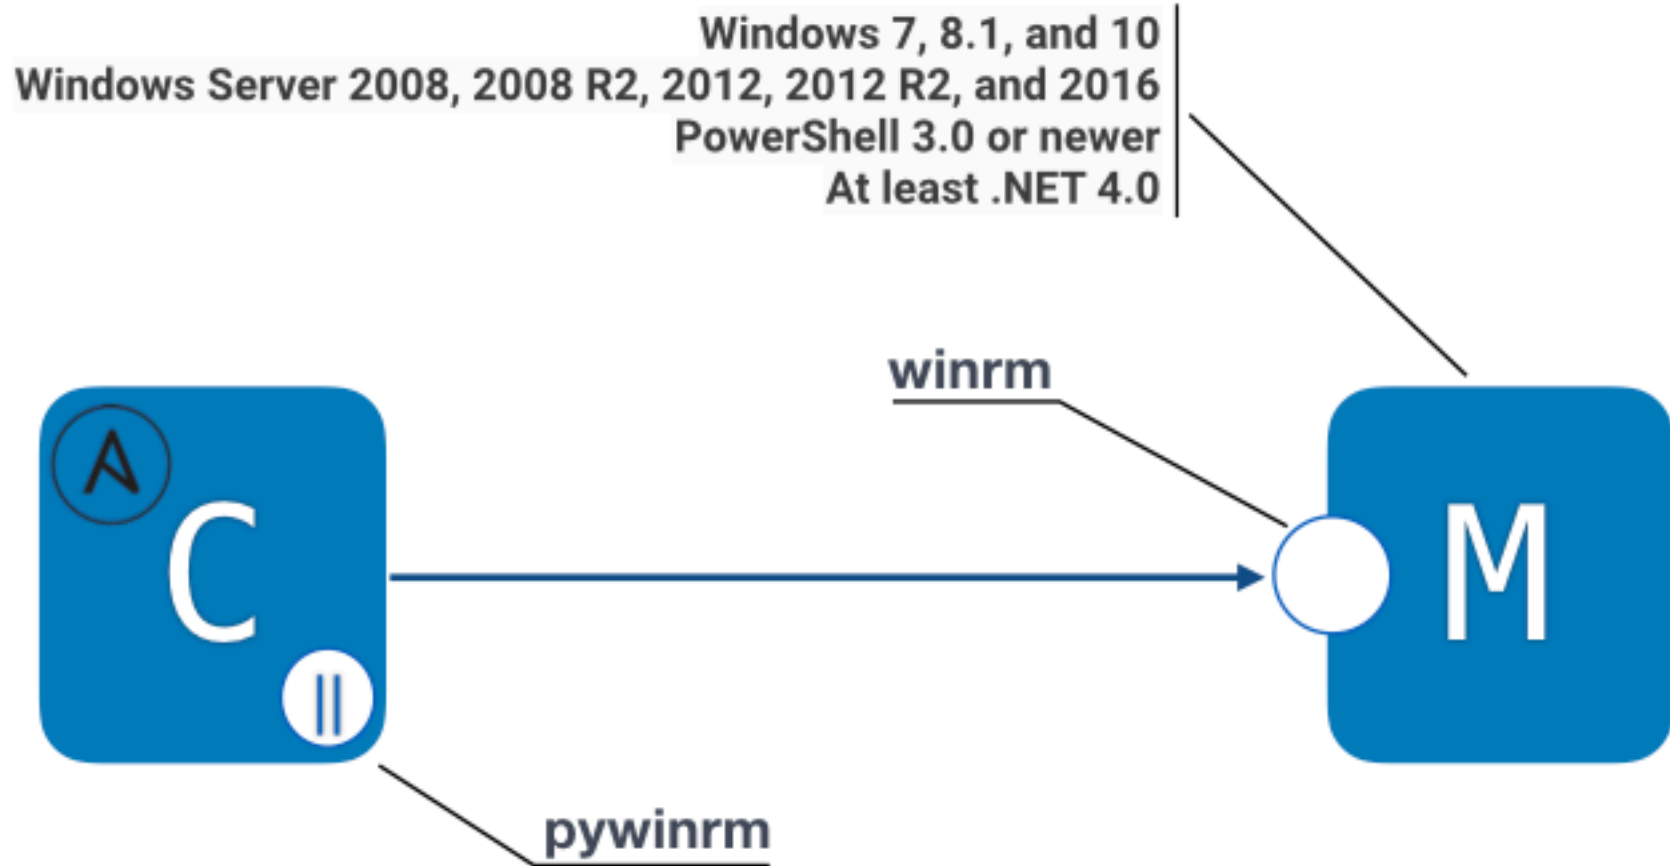 Windows 7, 8.1, and 10
Windows Server 2008, 2008 R2, 2012, 2012 R2, and 2016
PowerShell 3.0 or newer
At least .NET 4.0
winrm
A
C
M
||
pywinrm